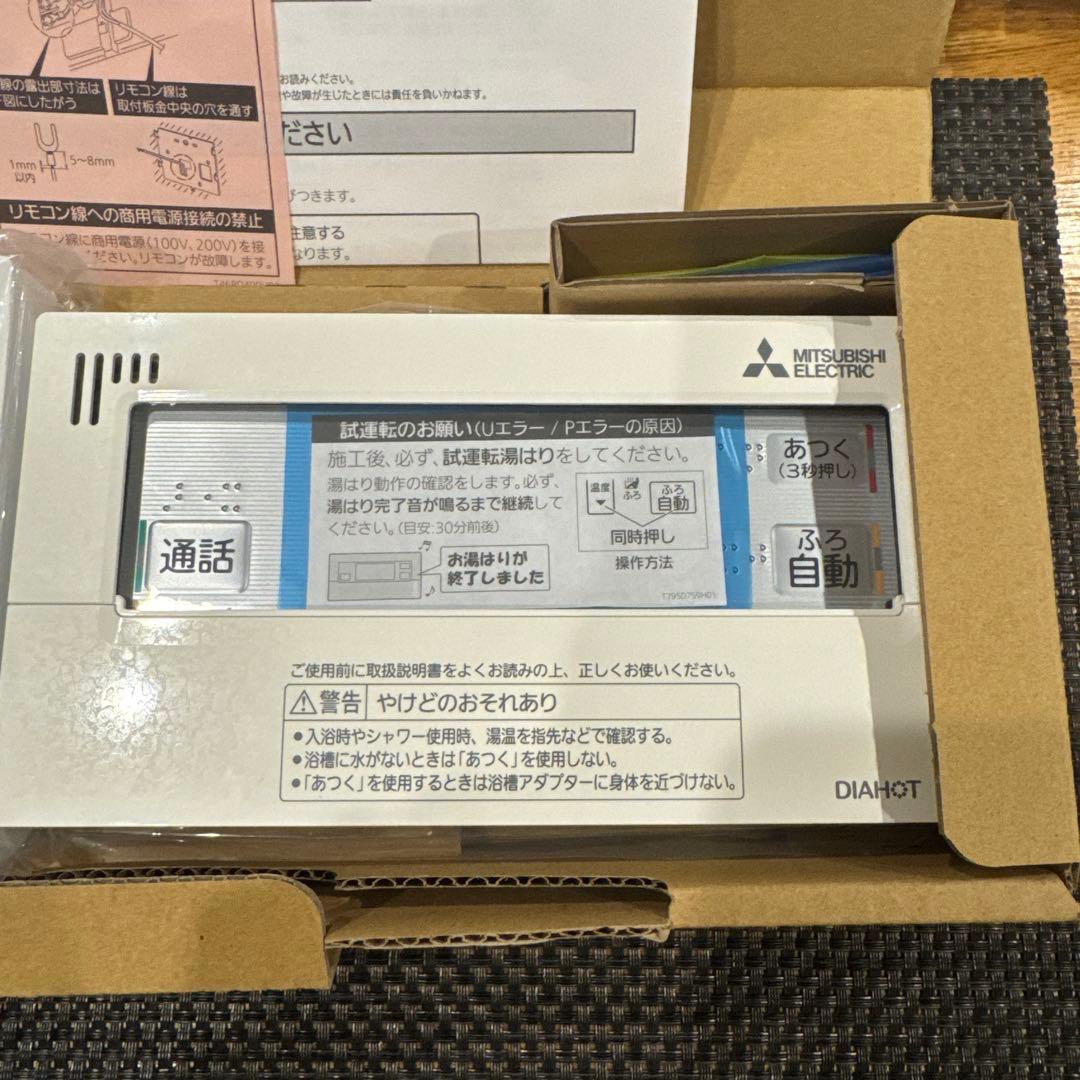 線の露出部寸法は
図にしたがう
リモコン線は
取付板金中央の穴を通す
1mm
以内
5〜8mm
リモコン線への商用電源接続の禁止
コン線に商用電源(100V、200V)を接
ください。リモコンが故障します。
お読みください。
や故障が生じたときには責任を負いかねます。
ださい
びつきます。
注意する
なります。
MITSUBISHI
ELECTRIC
試運転のお願い(Uエラー / Pエラーの原因)
施工後、必ず、試運転湯はりをしてください。
湯はり動作の確認をします。必ず、
湯はり完了音が鳴るまで継続して
ください。(目安:30分前後)
温度
ふろ
ふろ
自動
同時押し
操作方法
お湯はりが
終了しました
T795D759H01
通話
あつく
(3秒押し)
ふろ
自動
ご使用前に取扱説明書をよくお読みの上、正しくお使いください。
⚠警告 やけどのおそれあり
●入浴時やシャワー使用時、湯温を指先などで確認する。
●浴槽に水がないときは「あつく」を使用しない。
●「あつく」を使用するときは浴槽アダプターに身体を近づけない。
DIAHOT